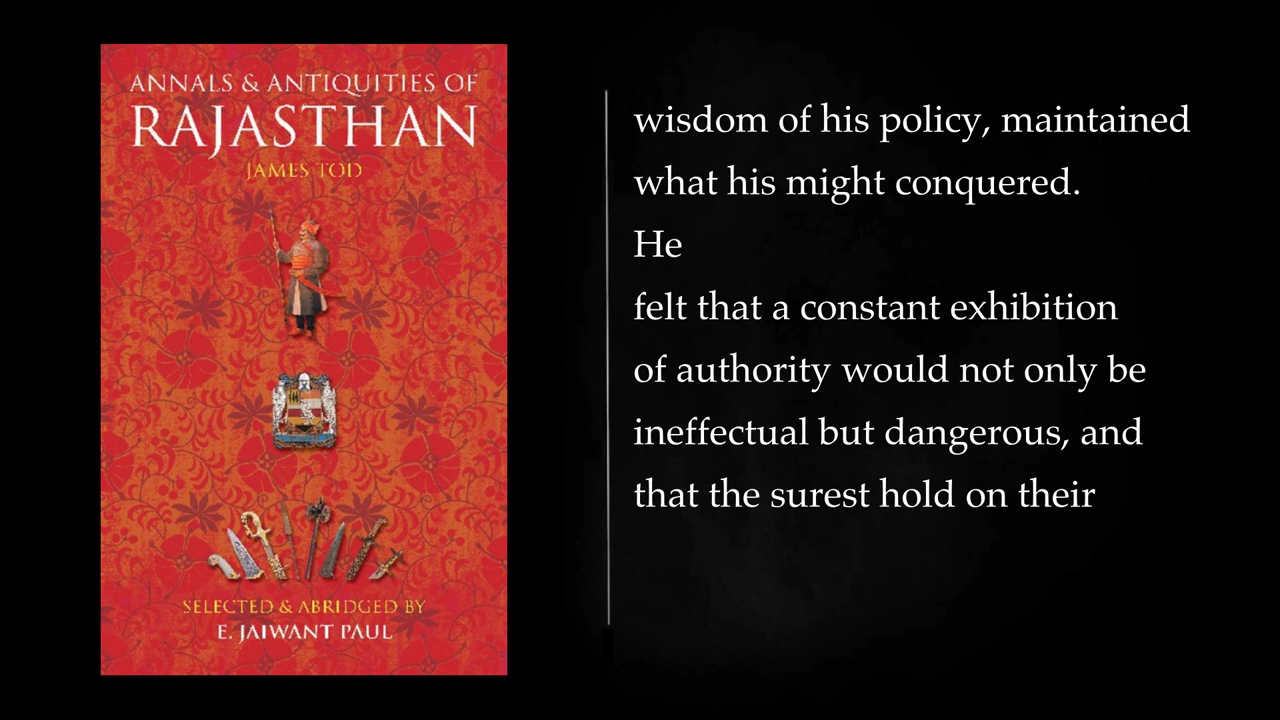 ANNALS & ANTIQUITIES OF
RAJASTHAN
JAMES TOD
SELECTED & ABRIDGED BY
E. JAIWANT PAUL
wisdom of his policy, maintained
what his might conquered.
He
felt that a constant exhibition
of authority would not only be
ineffectual but dangerous, and
that the surest hold on their